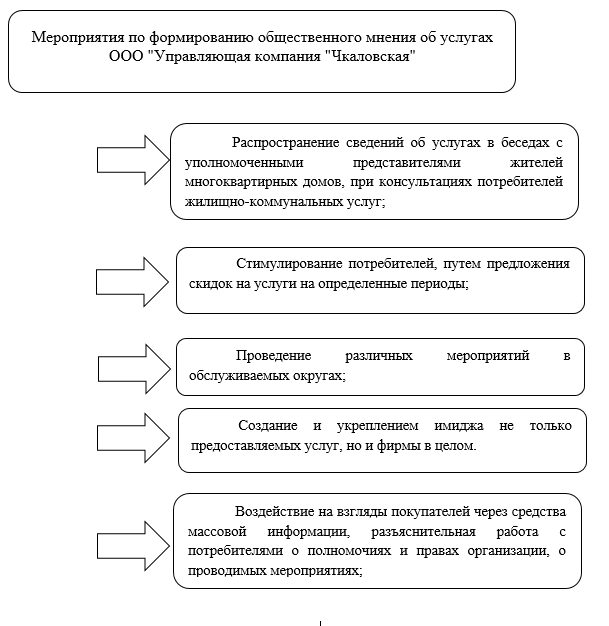 Мероприятия по формированию общественного мнения об услугах
ООО "Управляющая компания "Чкаловская"
Распространение сведений об услугах в беседах с
уполномоченными представителями жителей
многоквартирных домов, при консультациях потребителей
жилищно-коммунальных услуг;
Стимулирование потребителей, путем предложения
скидок на услуги на определенные периоды;
Проведение различных мероприятий в
обслуживаемых округах;
Создание и укреплением имиджа не только
предоставляемых услуг, но и фирмы в целом.
Воздействие на взгляды покупателей через средства
массовой информации, разъяснительная работа с
потребителями о полномочиях и правах организации, о
проводимых мероприятиях;